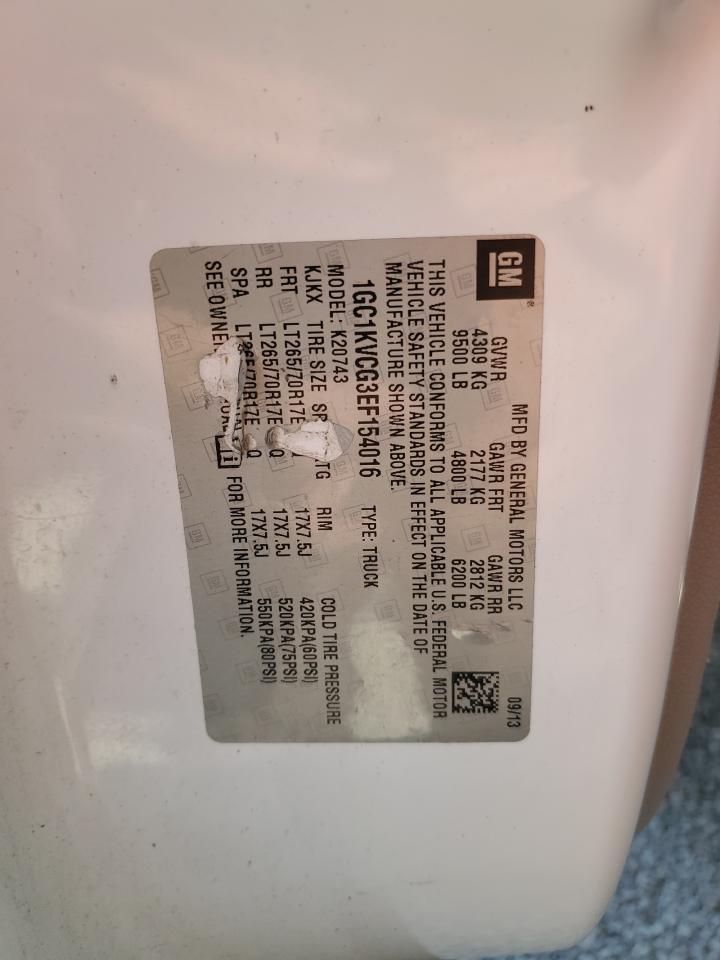 GM
MFD BY GENERAL MOTORS LLC 09/13
GVWR GAWR FRT GAWR RR
4309 KG 2177 KG 2812 KG
9500 LB 4800 LB 6200 LB
THIS VEHICLE CONFORMS TO ALL APPLICABLE U.S. FEDERAL MOTOR
VEHICLE SAFETY STANDARDS IN EFFECT ON THE DATE OF
MANUFACTURE SHOWN ABOVE.
1GC1KVCG3EF154016 TYPE: TRUCK
MODEL: K20743
KJKX TIRE SIZE RIM COLD TIRE PRESSURE
FRT LT265/70R17E 17X7.5J 420KPA(60PSI)
RR LT265/70R17E Q 17X7.5J 520KPA(75PSI)
SPA LT265/70R17E Q 17X7.5J 550KPA(80PSI)
SEE i FOR MORE INFORMATION.